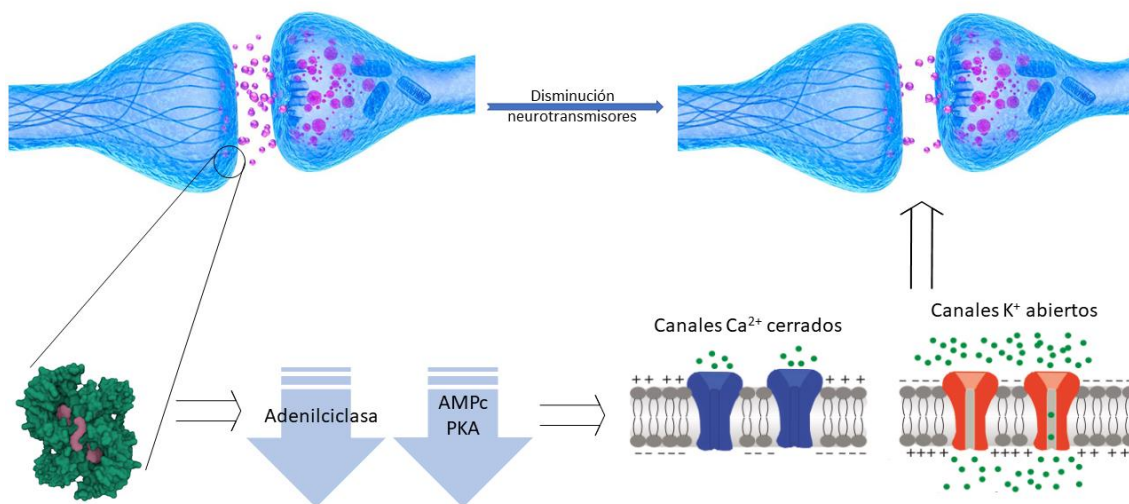 Disminución
neurotransmisores
Canales Ca²⁺ cerrados
Canales K⁺ abiertos
Adenilciclasa
AMPc
PKA
++ +++
+ + + +
– – – – –
– –
– – – –
– – – – –
– – – –
++++
++
++++